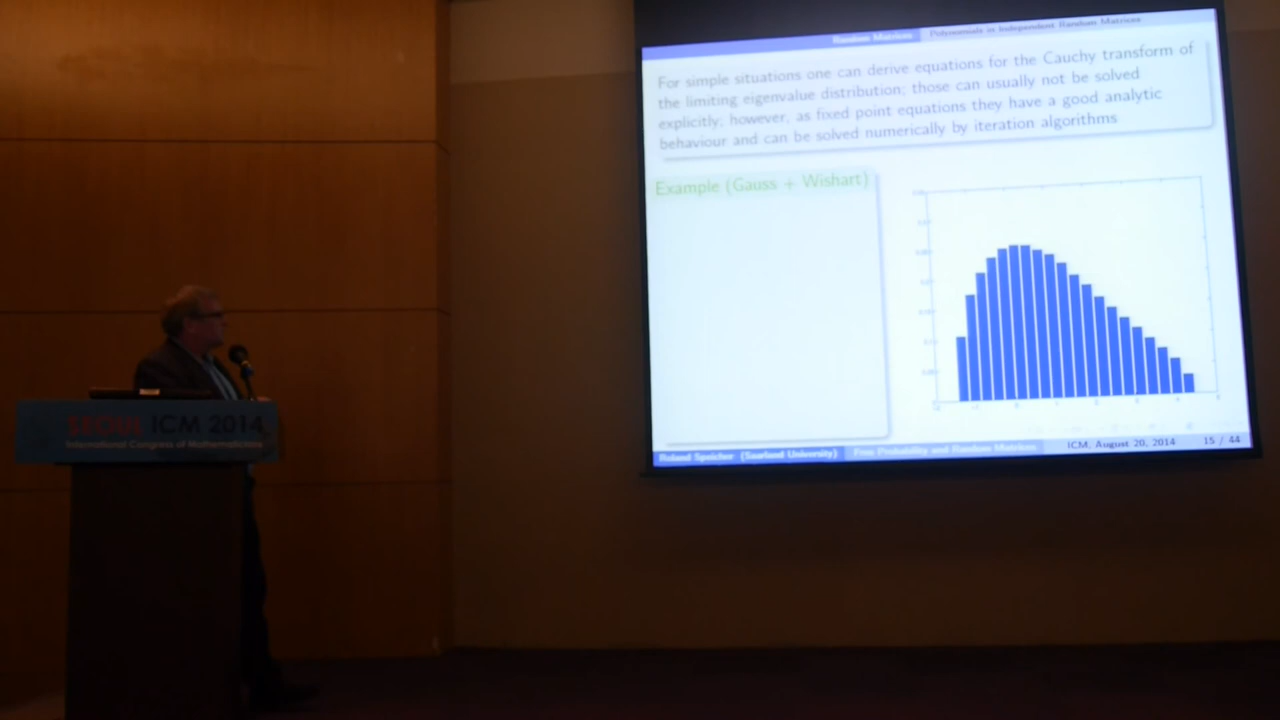 Random Matrices Polynomials in Independent Random Matrices
For simple situations one can derive equations for the Cauchy transform of
the limiting eigenvalue distribution; those can usually not be solved
explicitly; however, as fixed point equations they have a good analytic
behaviour and can be solved numerically by iteration algorithms
Example (Gauss + Wishart)
Roland Speicher (Saarland University) Free Probability and Random Matrices ICM, August 20, 2014 15 / 44
SEOUL ICM 2014
International Congress of Mathematicians